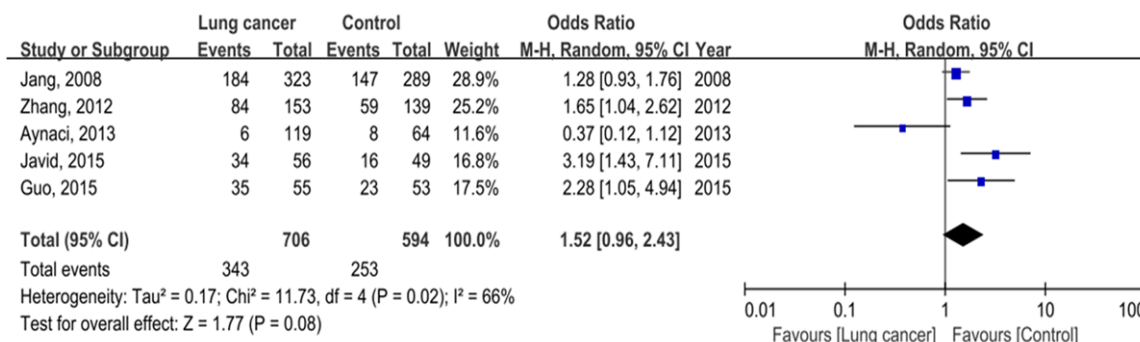 Lung cancer Control Odds Ratio Odds Ratio
Study or Subgroup Events Total Events Total Weight M-H, Random, 95% CI Year M-H, Random, 95% CI
Jang, 2008 184 323 147 289 28.9% 1.28 [0.93, 1.76] 2008
Zhang, 2012 84 153 59 139 25.2% 1.65 [1.04, 2.62] 2012
Aynaci, 2013 6 119 8 64 11.6% 0.37 [0.12, 1.12] 2013
Javid, 2015 34 56 16 49 16.8% 3.19 [1.43, 7.11] 2015
Guo, 2015 35 55 23 53 17.5% 2.28 [1.05, 4.94] 2015
Total (95% CI) 706 594 100.0% 1.52 [0.96, 2.43]
Total events 343 253
Heterogeneity: Tau² = 0.17; Chi² = 11.73, df = 4 (P = 0.02); I² = 66%
Test for overall effect: Z = 1.77 (P = 0.08)
0.01 0.1 1 10 100
Favours [Lung cancer] Favours [Control]